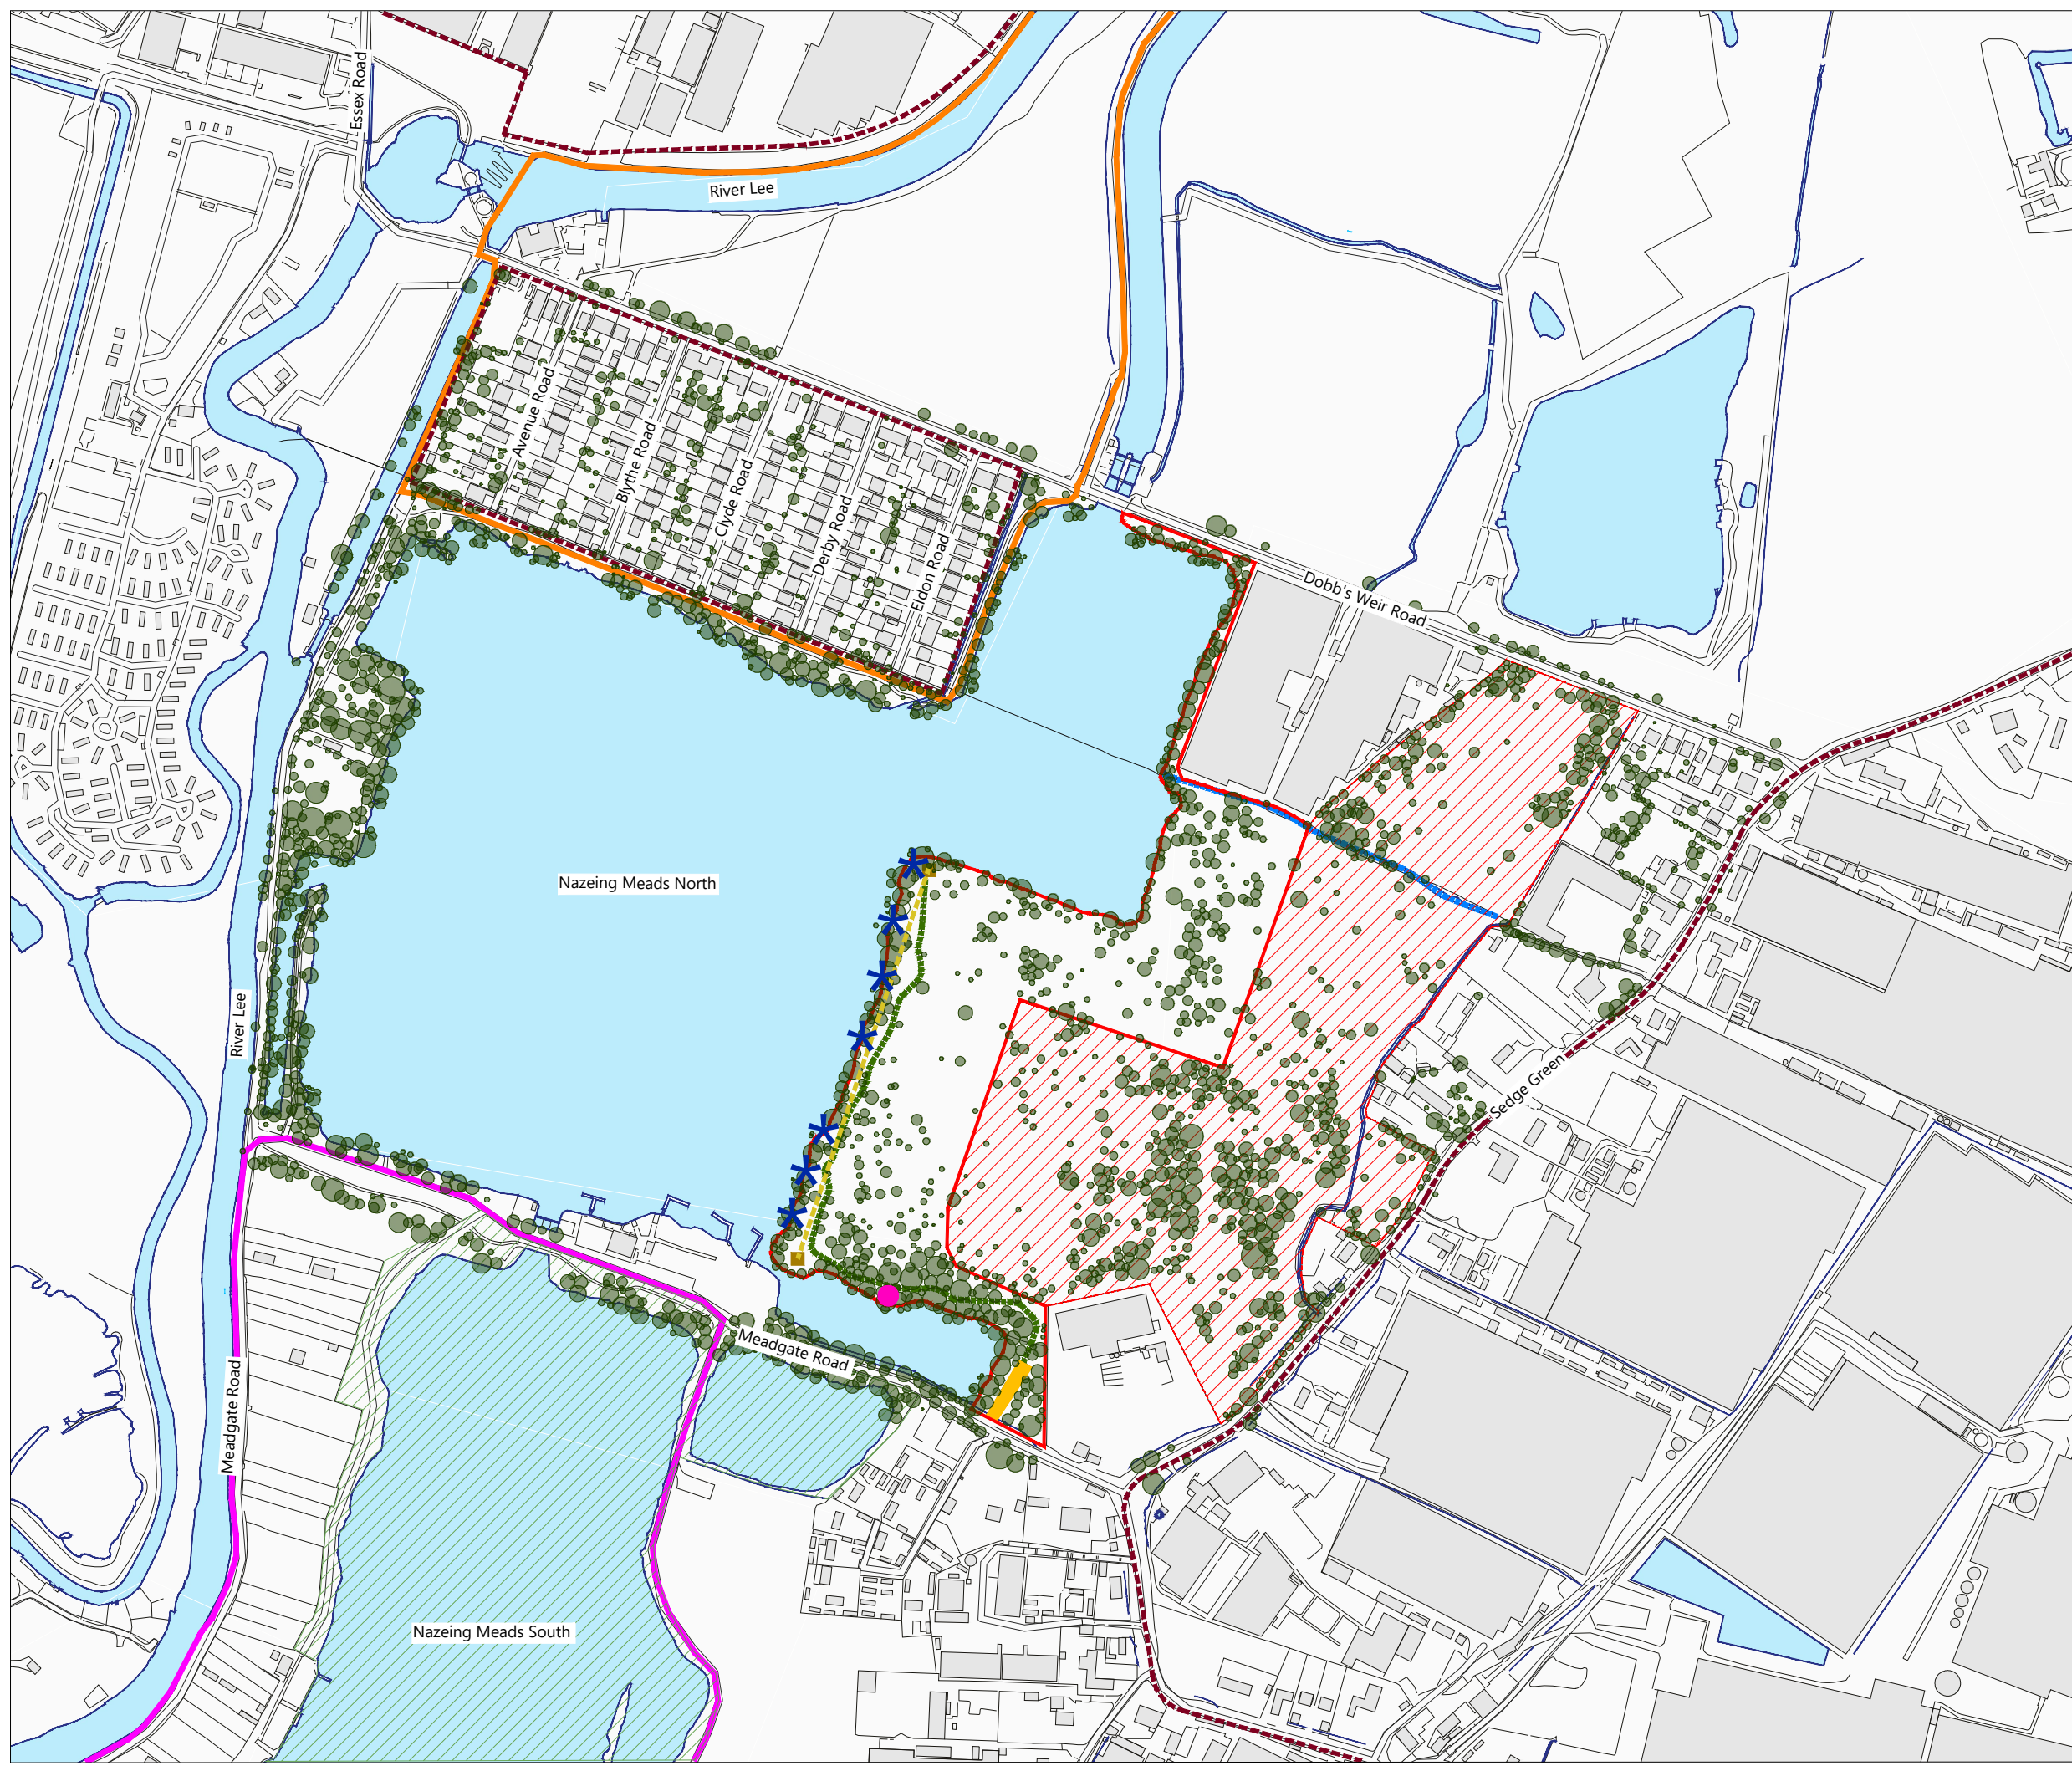 Essex Road
River Lee
Avenue Road
Blythe Road
Clyde Road
Derby Road
Eldon Road
Dobb's Weir Road
Nazeing Meads North
River Lee
Sedge Green
Meadgate Road
Meadgate Road
Nazeing Meads South